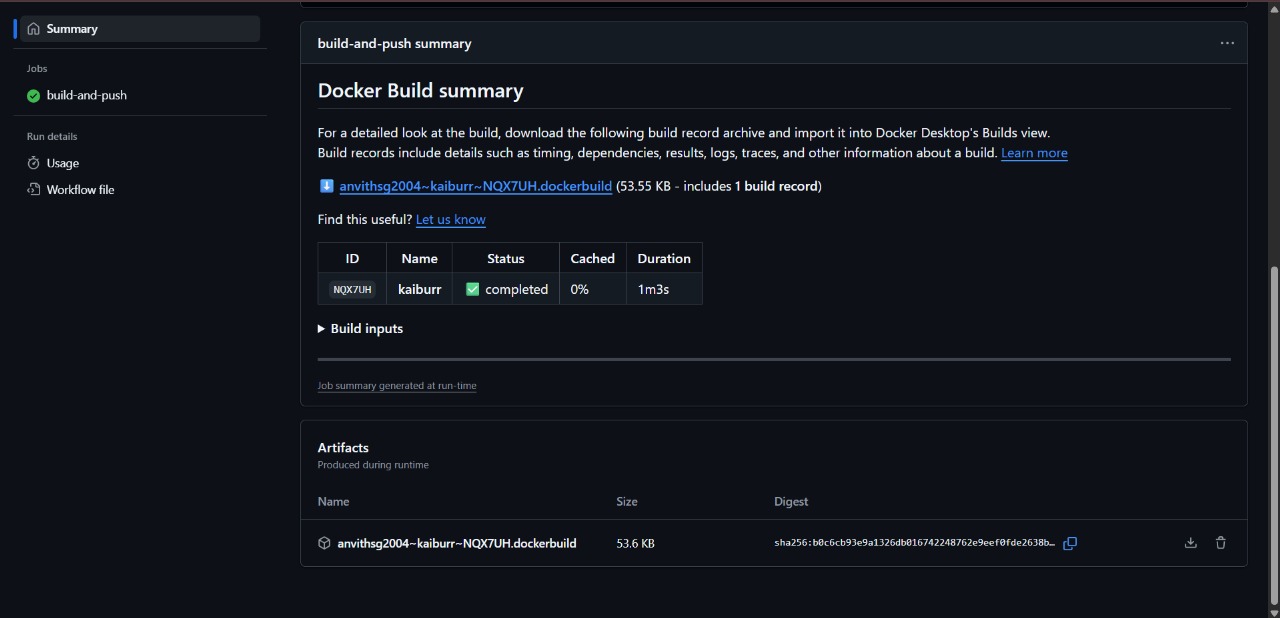 Summary
Jobs
build-and-push
Run details
Usage
Workflow file
build-and-push summary
Docker Build summary
For a detailed look at the build, download the following build record archive and import it into Docker Desktop's Builds view.
Build records include details such as timing, dependencies, results, logs, traces, and other information about a build. Learn more
anvithsg2004~kaiburr~NQX7UH.dockerbuild (53.55 KB - includes 1 build record)
Find this useful? Let us know
ID Name Status Cached Duration
NQX7UH kaiburr completed 0% 1m3s
Build inputs
Job summary generated at run-time
Artifacts
Produced during runtime
Name Size Digest
anvithsg2004~kaiburr~NQX7UH.dockerbuild 53.6 KB sha256:b0c6cb93e9a1326db016742248762e9eef0fde2638b…